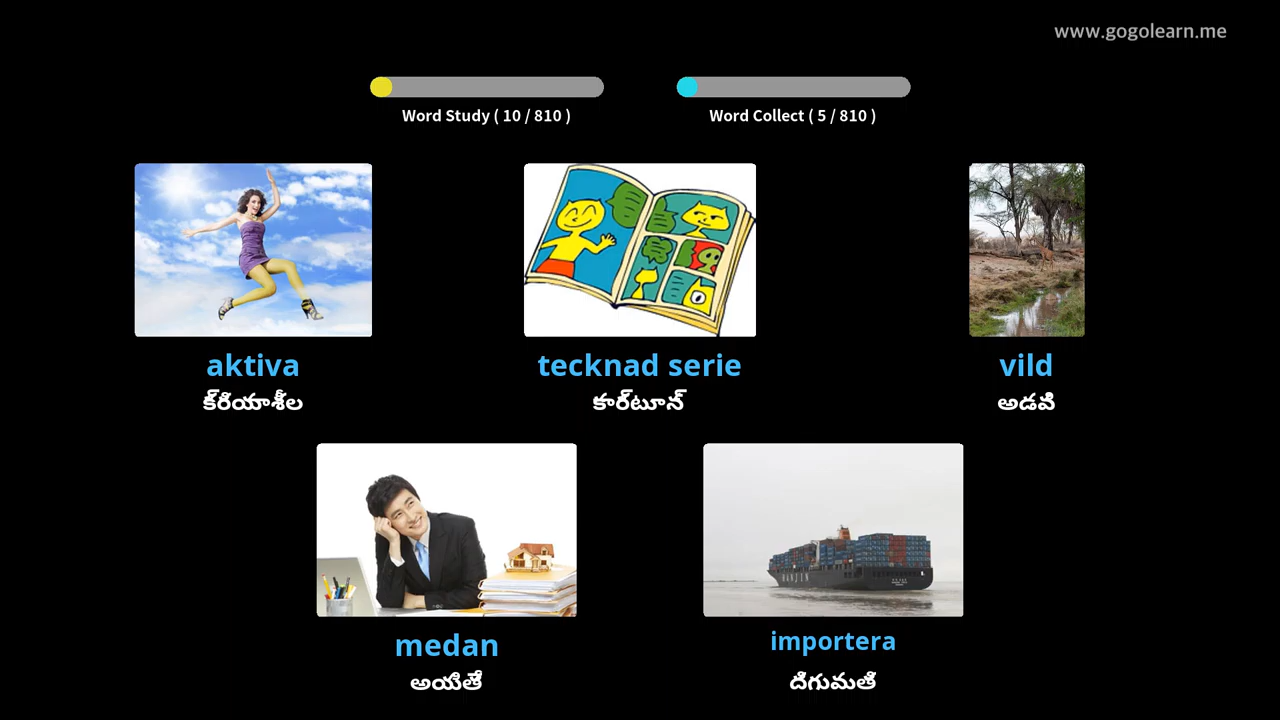 www.gogolearn.me
Word Study ( 10 / 810 )
Word Collect ( 5 / 810 )
aktiva
క్రియాశీల
tecknad serie
కార్టూన్
vild
అడవి
medan
అయితే
importera
దిగుమతి
HANJIN